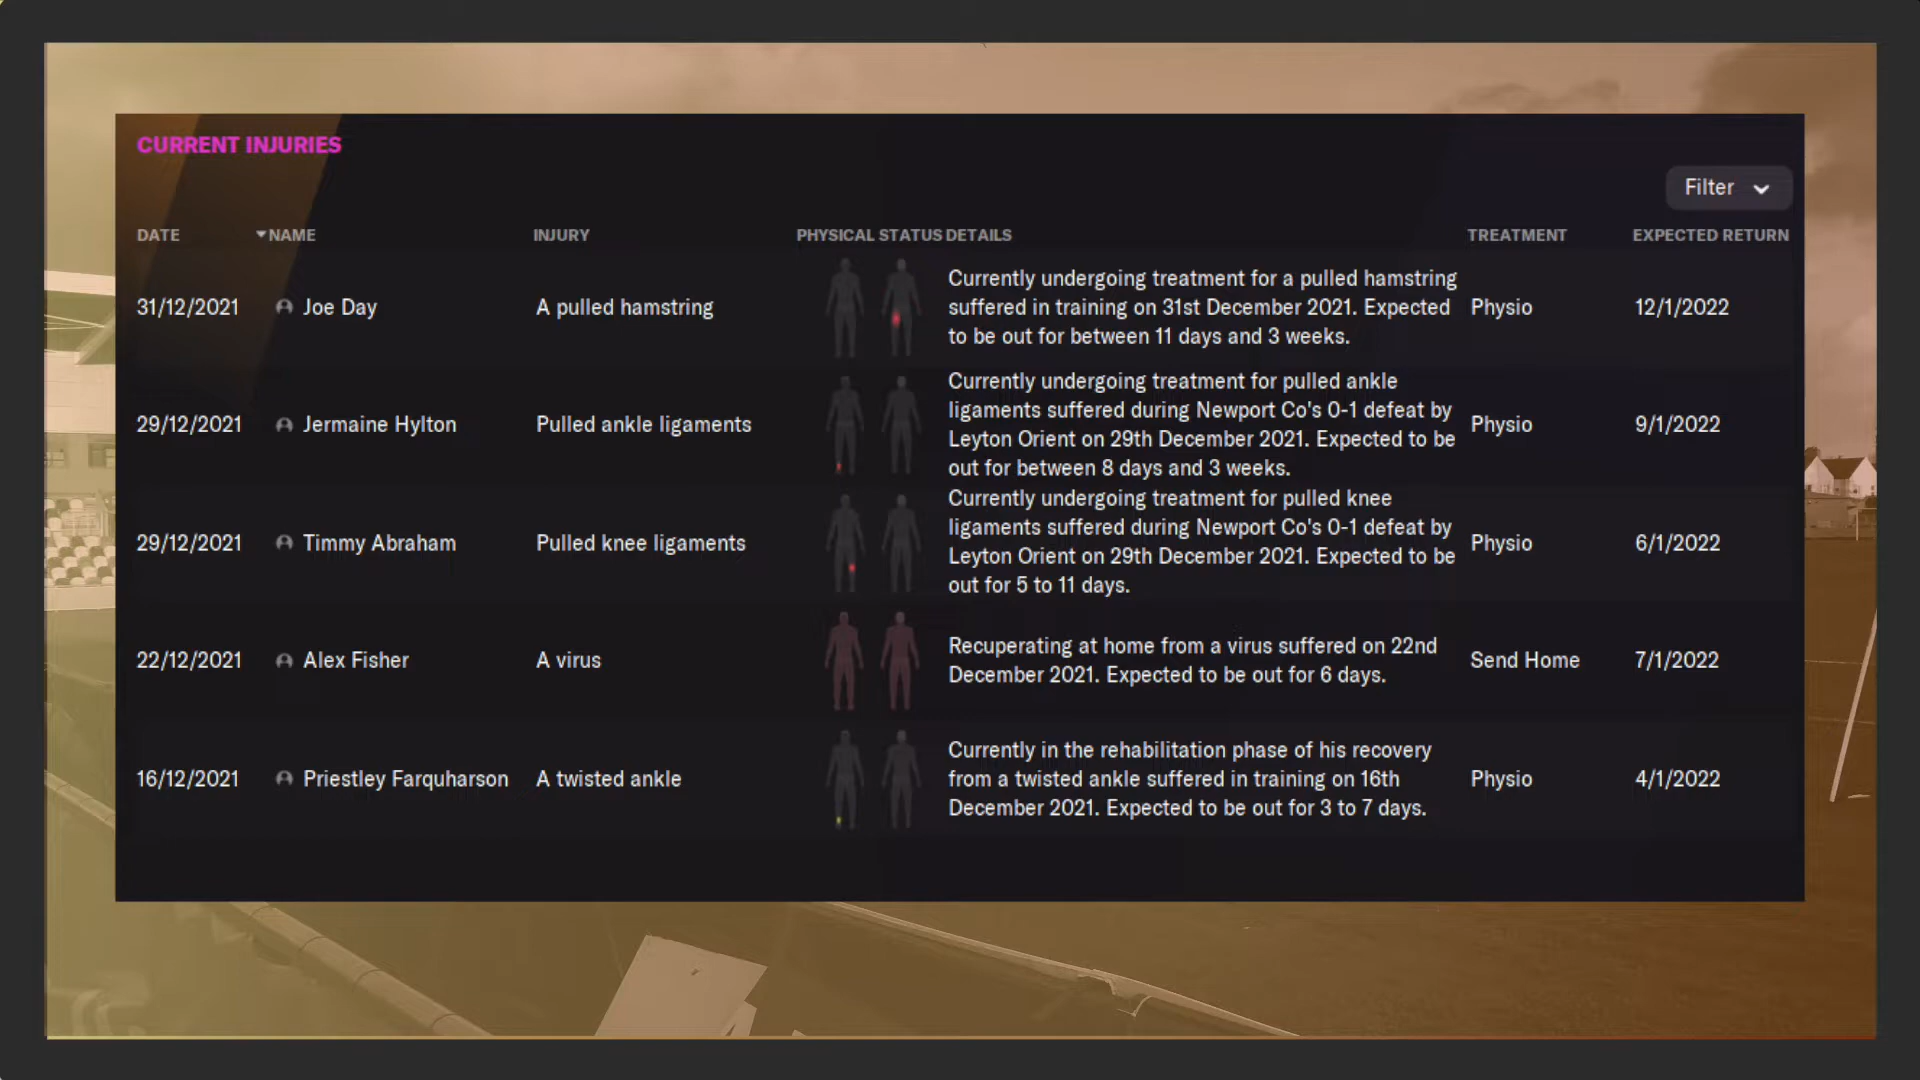 CURRENT INJURIES
Filter
DATE NAME INJURY PHYSICAL STATUS DETAILS TREATMENT EXPECTED RETURN
Currently undergoing treatment for a pulled hamstring
31/12/2021 Joe Day A pulled hamstring suffered in training on 31st December 2021. Expected Physio 12/1/2022
to be out for between 11 days and 3 weeks.
Currently undergoing treatment for pulled ankle
ligaments suffered during Newport Co's 0-1 defeat by
29/12/2021 Jermaine Hylton Pulled ankle ligaments Leyton Orient on 29th December 2021. Expected to be Physio 9/1/2022
out for between 8 days and 3 weeks.
Currently undergoing treatment for pulled knee
ligaments suffered during Newport Co's 0-1 defeat by
29/12/2021 Timmy Abraham Pulled knee ligaments Leyton Orient on 29th December 2021. Expected to be Physio 6/1/2022
out for 5 to 11 days.
Recuperating at home from a virus suffered on 22nd
22/12/2021 Alex Fisher A virus December 2021. Expected to be out for 6 days. Send Home 7/1/2022
Currently in the rehabilitation phase of his recovery
16/12/2021 Priestley Farquharson A twisted ankle from a twisted ankle suffered in training on 16th Physio 4/1/2022
December 2021. Expected to be out for 3 to 7 days.